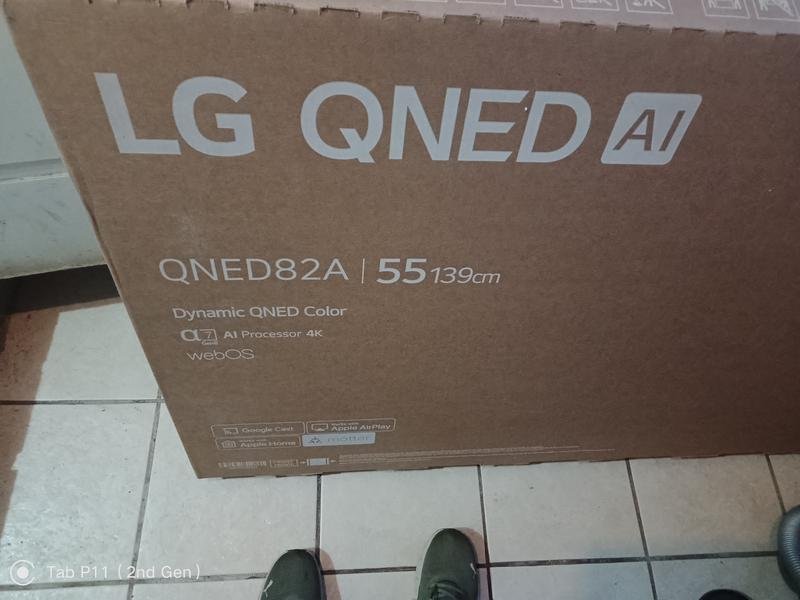 LG QNED AI
QNED82A | 55 139cm
Dynamic QNED Color
α7 AI Processor 4K
webOS
Google Cast
Apple AirPlay
Apple Home
matter
Tab P11 (2nd Gen)